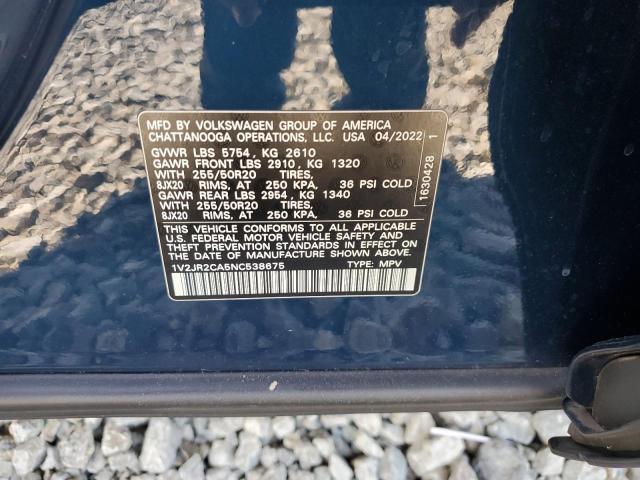 MFD BY VOLKSWAGEN GROUP OF AMERICA
CHATTANOOGA OPERATIONS, LLC. USA 04/2022
GVWR LBS 5754 , KG 2610
GAWR FRONT LBS 2910 , KG 1320
WITH 255/50R20 TIRES,
8JX20 RIMS, AT 250 KPA, 36 PSI COLD
GAWR REAR LBS 2954 , KG 1340
WITH 255/50R20 TIRES,
8JX20 RIMS, AT 250 KPA, 36 PSI COLD
THIS VEHICLE CONFORMS TO ALL APPLICABLE
U.S. FEDERAL MOTOR VEHICLE SAFETY AND
THEFT PREVENTION STANDARDS IN EFFECT ON
THE DATE OF MANUFACTURE SHOWN ABOVE.
1V2JR2CA5NC538675 TYPE: MPV
1630428 1